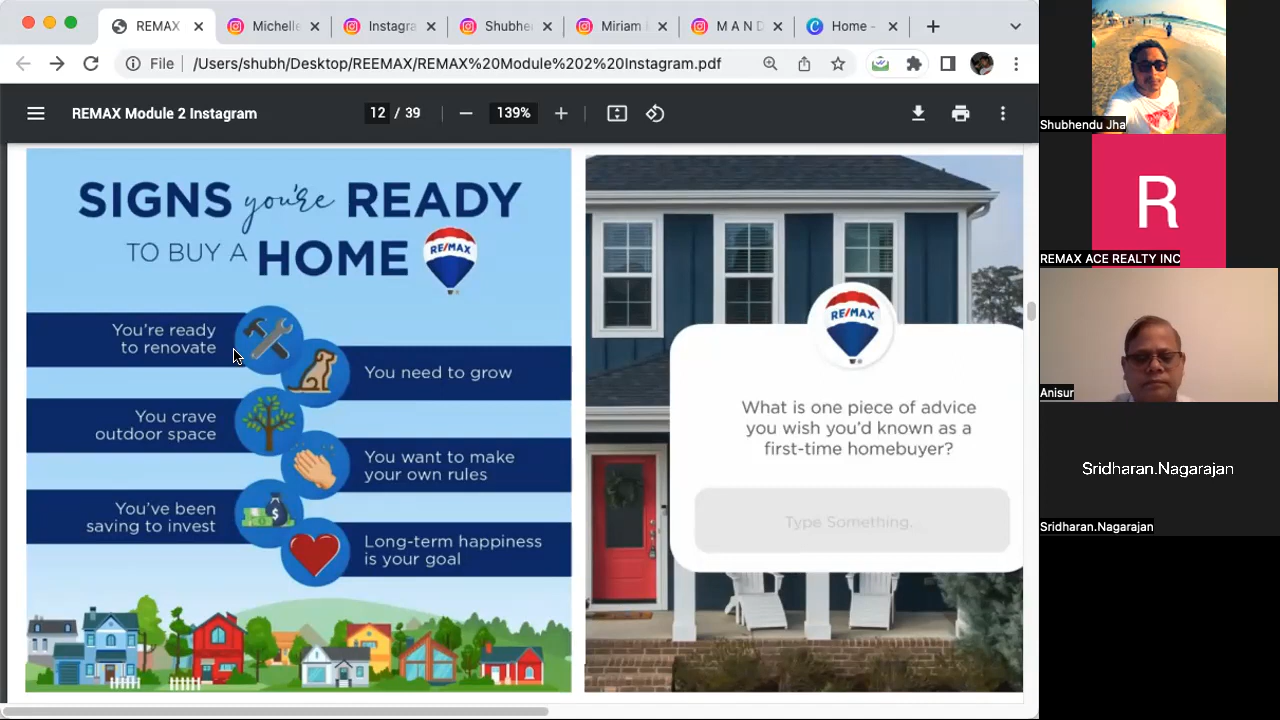 REMAX
Michelle
Instagra
Shubhe
Miriam
M A N D
Home -
File
/Users/shubh/Desktop/REEMAX/REMAX%20Module%202%20Instagram.pdf
REMAX Module 2 Instagram
12 / 39
139%
SIGNS you're READY
TO BUY A HOME
RE/MAX
You're ready
to renovate
You need to grow
You crave
outdoor space
You want to make
your own rules
You've been
saving to invest
Long-term happiness
is your goal
RE/MAX
What is one piece of advice
you wish you'd known as a
first-time homebuyer?
Type Something.
Shubhendu Jha
R
REMAX ACE REALTY INC
Anisur
Sridharan.Nagarajan
Sridharan.Nagarajan